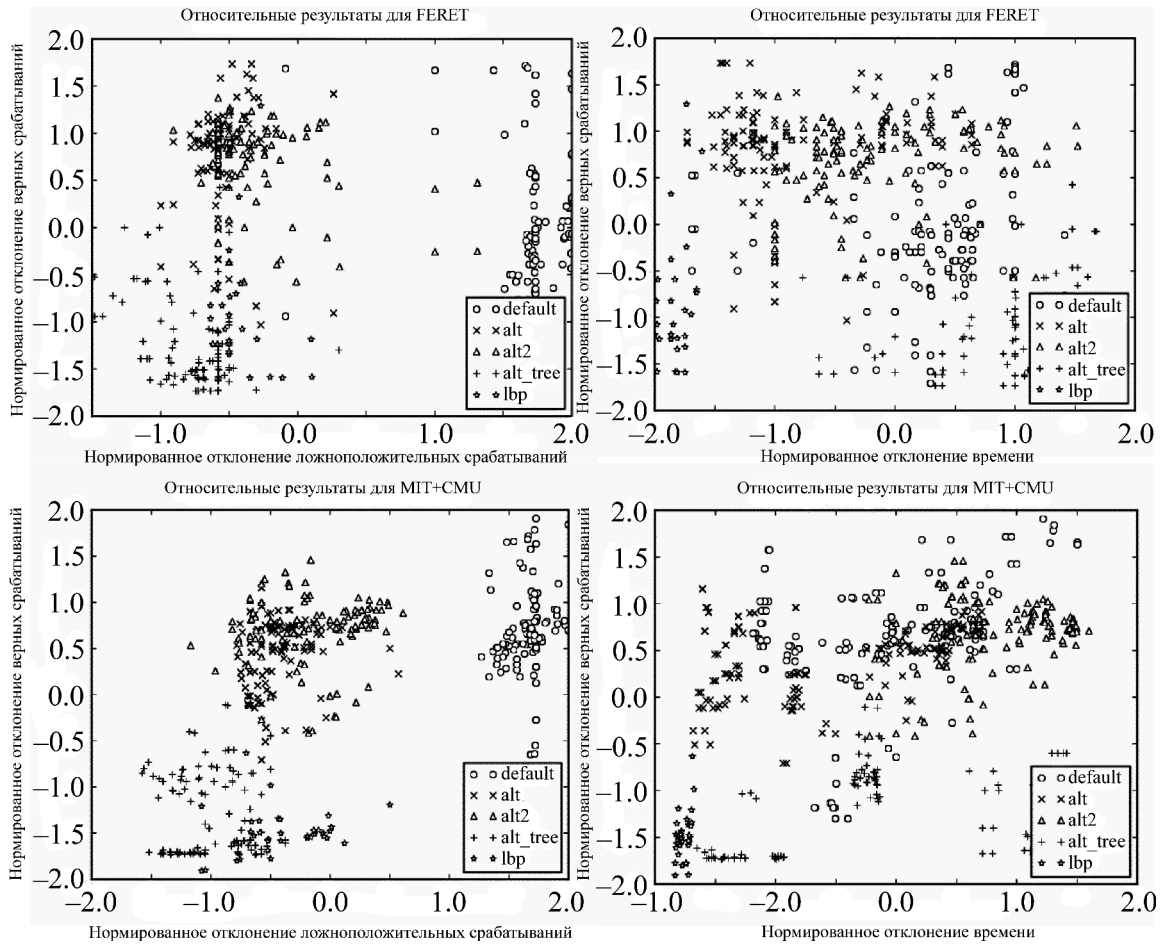 Относительные результаты для FERET
Нормированное отклонение верных срабатываний
2.0
1.5
1.0
0.5
0.0
−0.5
−1.0
−1.5
−2.0
default
alt
alt2
alt_tree
lbp
−1.0
0.0
1.0
2.0
Нормированное отклонение ложноположительных срабатываний
Относительные результаты для FERET
Нормированное отклонение верных срабатываний
2.0
1.5
1.0
0.5
0.0
−0.5
−1.0
−1.5
−2.0
default
alt
alt2
alt_tree
lbp
−2.0
−1.0
0.0
1.0
2.0
Нормированное отклонение времени
Относительные результаты для MIT+CMU
Нормированное отклонение верных срабатываний
2.0
1.5
1.0
0.5
0.0
−0.5
−1.0
−1.5
−2.0
default
alt
alt2
alt_tree
lbp
−2.0
−1.0
0.0
1.0
2.0
Нормированное отклонение ложноположительных срабатываний
Относительные результаты для MIT+CMU
Нормированное отклонение верных срабатываний
2.0
1.5
1.0
0.5
0.0
−0.5
−1.0
−1.5
−2.0
default
alt
alt2
alt_tree
lbp
−1.0
−1.0
0.0
1.0
2.0
Нормированное отклонение времени